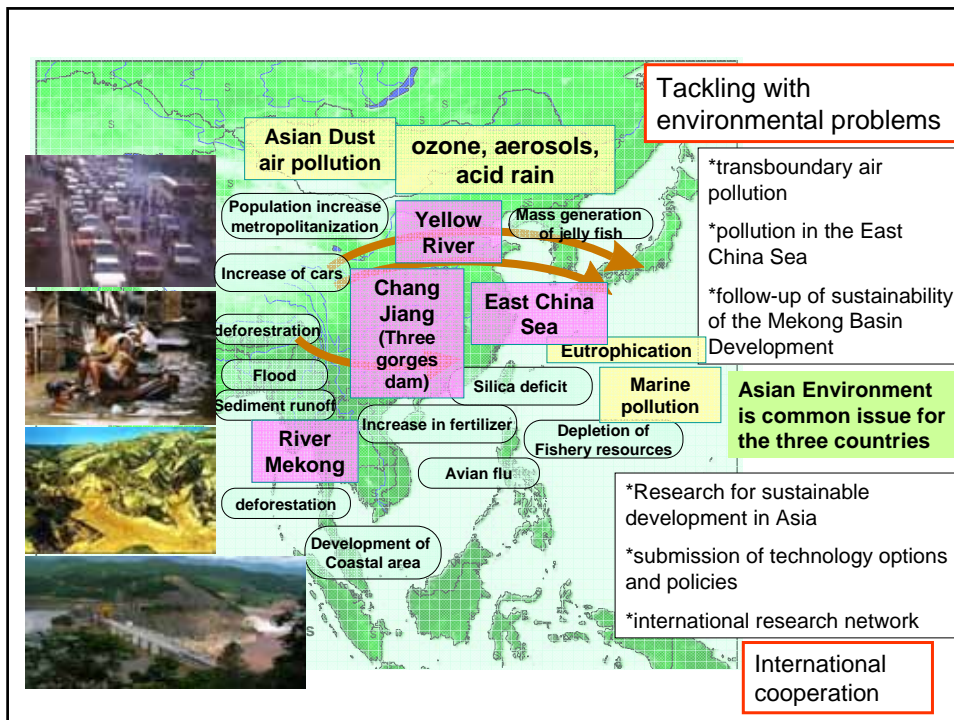 Tackling with
environmental problems
Asian Dust
air pollution
ozone, aerosols,
acid rain
*transboundary air
pollution
*pollution in the East
China Sea
*follow-up of sustainability
of the Mekong Basin
Development
Population increase
metropolitanization
Yellow
River
Mass generation
of jelly fish
Increase of cars
Chang
Jiang
(Three
gorges
dam)
East China
Sea
deforestration
Eutrophication
Flood
Silica deficit
Marine
pollution
Asian Environment
is common issue for
the three countries
Sediment runoff
Increase in fertilizer
Depletion of
Fishery resources
River
Mekong
Avian flu
deforestation
Development of
Coastal area
*Research for sustainable
development in Asia
*submission of technology options
and policies
*international research network
International
cooperation